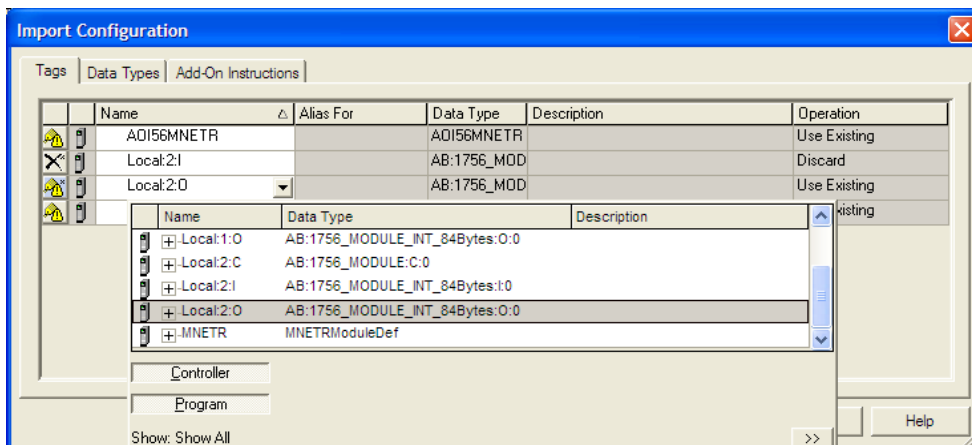 Import Configuration
Tags Data Types Add-On Instructions
Name Alias For Data Type Description Operation
AOI56MNETR AOI56MNETR Use Existing
Local:2:I AB:1756_MOD Discard
Local:2:O AB:1756_MOD Use Existing
Name Data Type Description
Local:1:O AB:1756_MODULE_INT_84Bytes:O:0
Local:2:C AB:1756_MODULE:C:0
Local:2:I AB:1756_MODULE_INT_84Bytes:I:0
Local:2:O AB:1756_MODULE_INT_84Bytes:O:0
MNETR MNETRModuleDef
Controller
Program
Show: Show All >>
Help